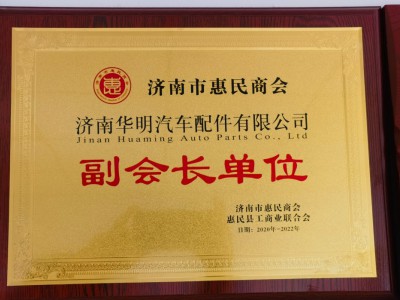 惠
济南市惠民商会
济南华明汽车配件有限公司
Jinan Huaming Auto Parts Co., Ltd
副会长单位
济南市惠民商会
惠民县工商业联合会
日期:2020年-2022年